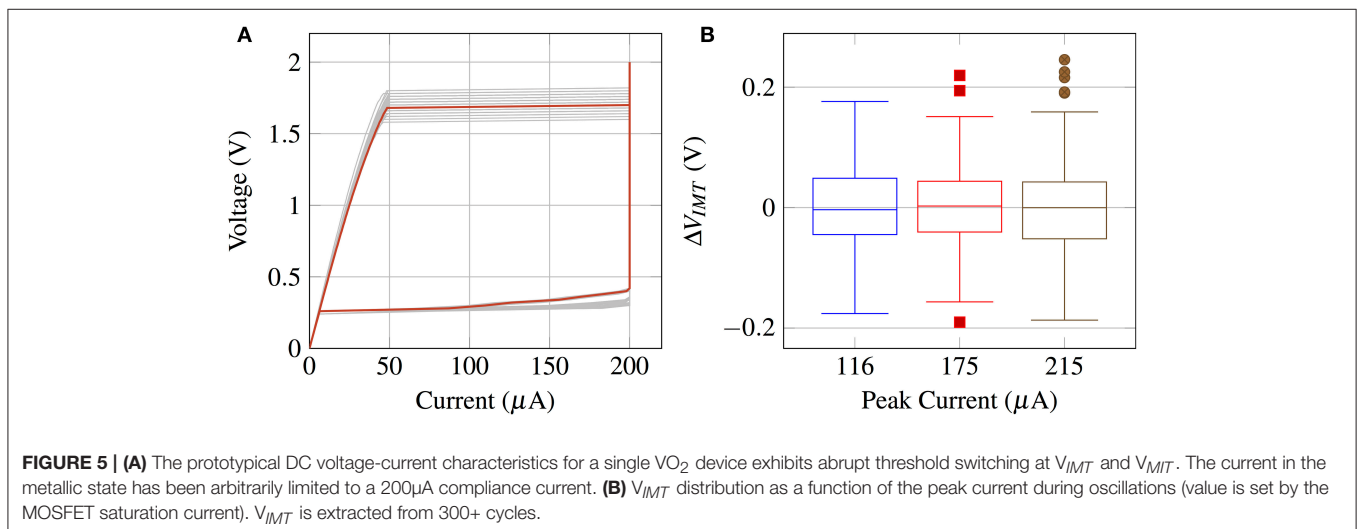 A
B
2
1.5
1
0.5
0
Voltage (V)
0
50
100
150
200
Current (µA)
0.2
0
−0.2
ΔV_IMT (V)
116
175
215
Peak Current (µA)
FIGURE 5 | (A) The prototypical DC voltage-current characteristics for a single VO₂ device exhibits abrupt threshold switching at V_IMT and V_MIT. The current in the
metallic state has been arbitrarily limited to a 200µA compliance current. (B) V_IMT distribution as a function of the peak current during oscillations (value is set by the
MOSFET saturation current). V_IMT is extracted from 300+ cycles.